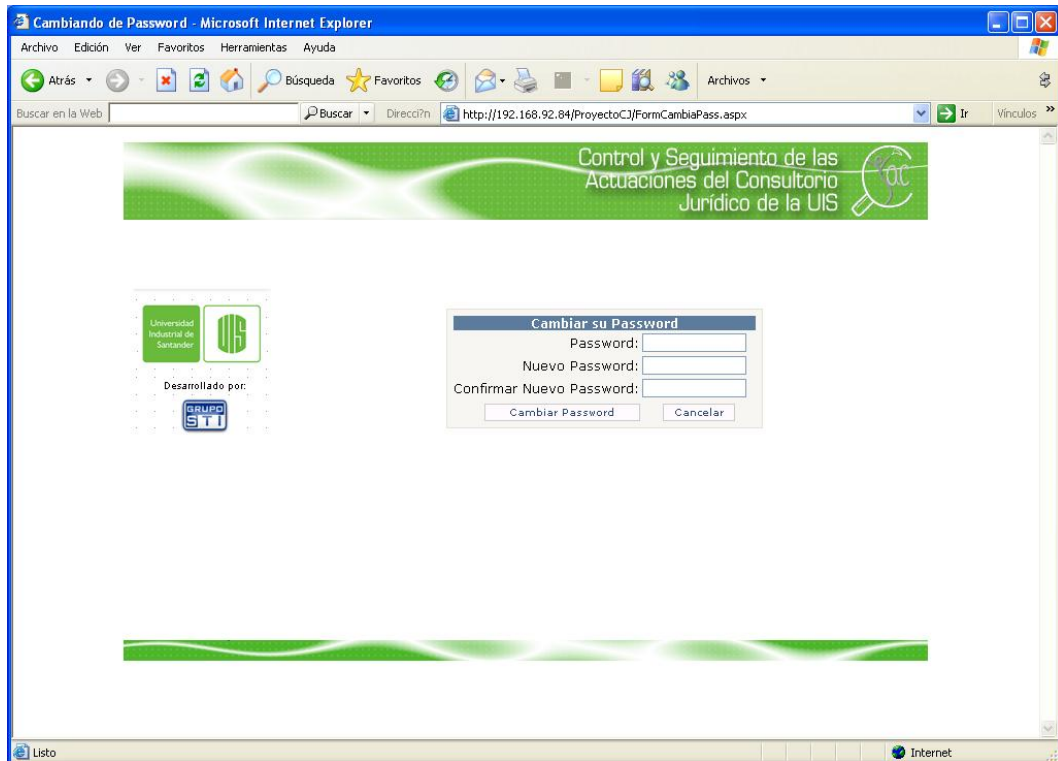 Cambiando de Password - Microsoft Internet Explorer
Archivo Edición Ver Favoritos Herramientas Ayuda
Atrás Búsqueda Favoritos Archivos
Buscar en la Web Buscar Direcci?n http://192.168.92.84/ProyectoCJ/FormCambiaPass.aspx Ir Vínculos »
Control y Seguimiento de las
Actuaciones del Consultorio
Jurídico de la UIS
Universidad
Industrial de
Santander
UIS
Desarrollado por:
GRUPO
STI
Cambiar su Password
Password:
Nuevo Password:
Confirmar Nuevo Password:
Cambiar Password Cancelar
Listo Internet